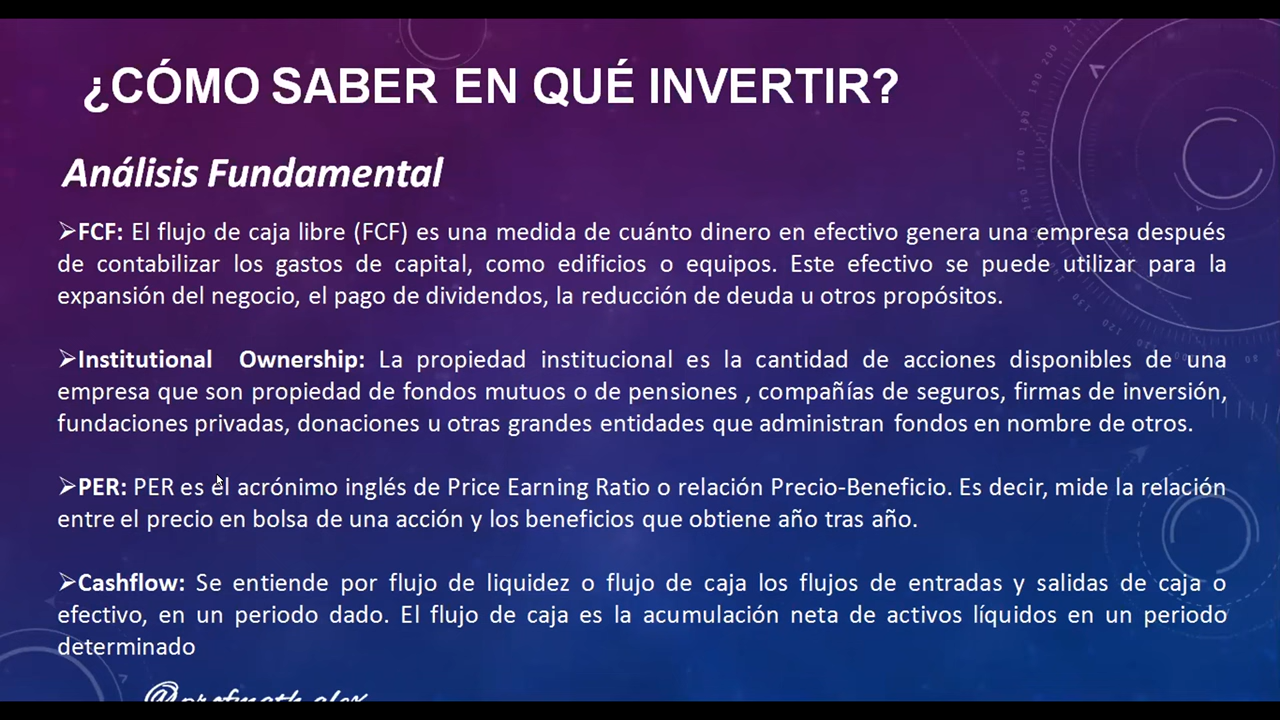 ¿CÓMO SABER EN QUÉ INVERTIR?
Análisis Fundamental
➢FCF: El flujo de caja libre (FCF) es una medida de cuánto dinero en efectivo genera una empresa después
de contabilizar los gastos de capital, como edificios o equipos. Este efectivo se puede utilizar para la
expansión del negocio, el pago de dividendos, la reducción de deuda u otros propósitos.
➢Institutional Ownership: La propiedad institucional es la cantidad de acciones disponibles de una
empresa que son propiedad de fondos mutuos o de pensiones , compañías de seguros, firmas de inversión,
fundaciones privadas, donaciones u otras grandes entidades que administran fondos en nombre de otros.
➢PER: PER es el acrónimo inglés de Price Earning Ratio o relación Precio-Beneficio. Es decir, mide la relación
entre el precio en bolsa de una acción y los beneficios que obtiene año tras año.
➢Cashflow: Se entiende por flujo de liquidez o flujo de caja los flujos de entradas y salidas de caja o
efectivo, en un periodo dado. El flujo de caja es la acumulación neta de activos líquidos en un periodo
determinado